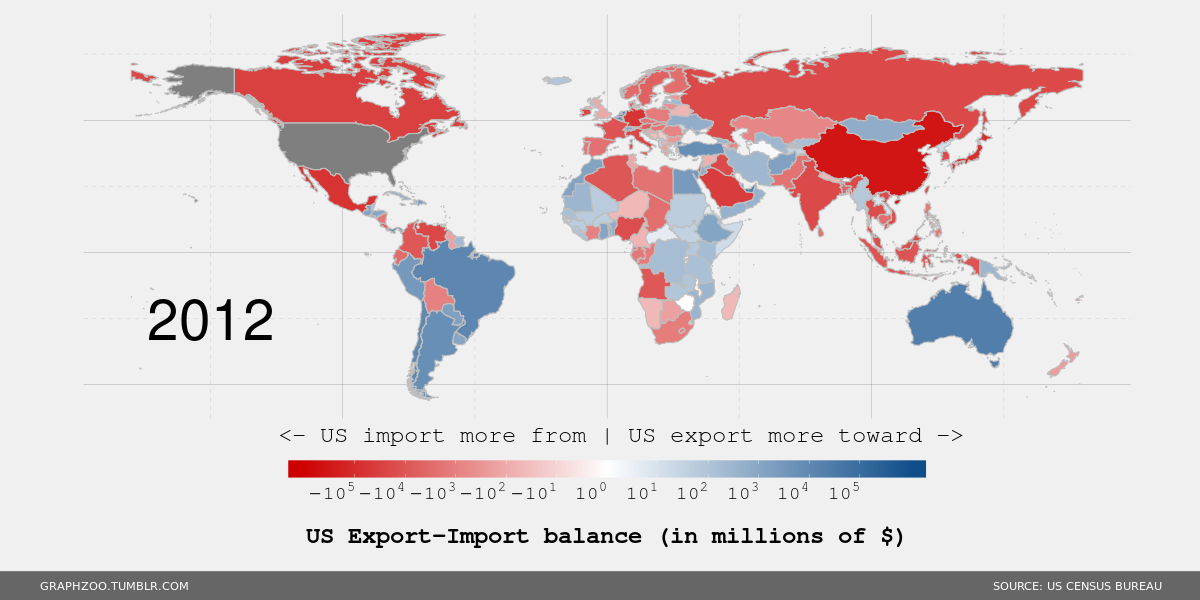 2012
<- US import more from | US export more toward ->
-10^5 -10^4 -10^3 -10^2 -10^1 10^0 10^1 10^2 10^3 10^4 10^5
US Export-Import balance (in millions of $)
GRAPHZOO.TUMBLR.COM SOURCE: US CENSUS BUREAU